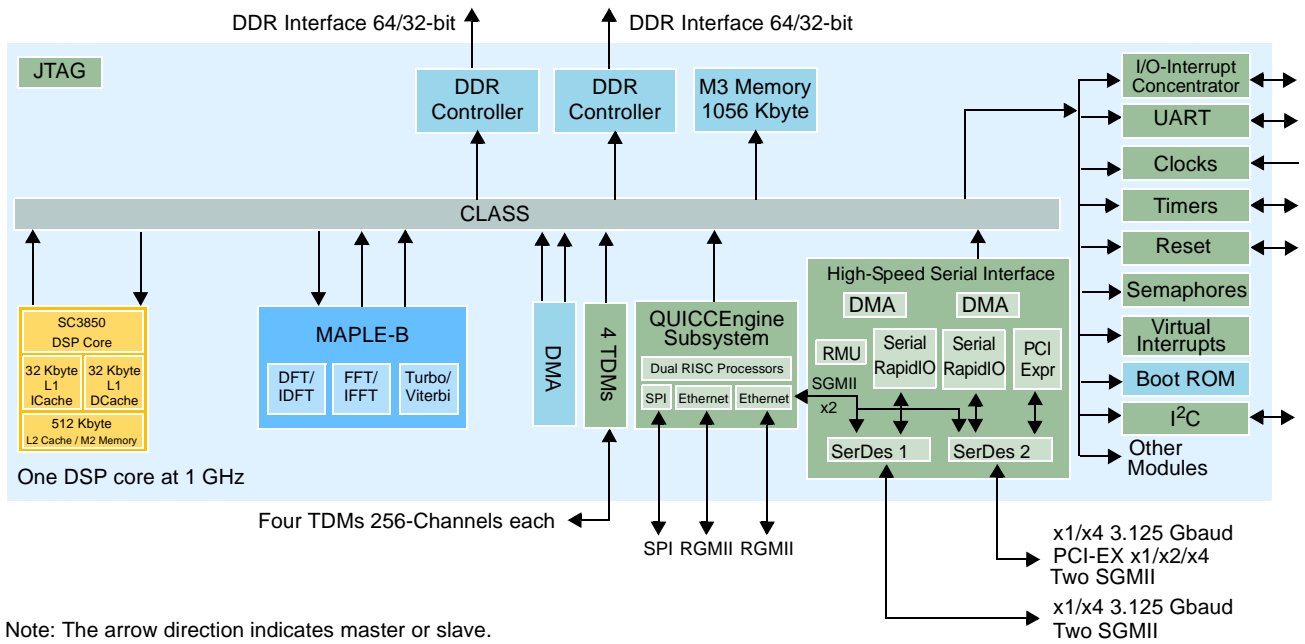 DDR Interface 64/32-bit
DDR Interface 64/32-bit
JTAG
DDR
Controller
DDR
Controller
M3 Memory
1056 Kbyte
I/O-Interrupt
Concentrator
UART
Clocks
Timers
Reset
Semaphores
Virtual
Interrupts
Boot ROM
I2C
Other
Modules
CLASS
SC3850
DSP Core
32 Kbyte
L1
ICache
32 Kbyte
L1
DCache
512 Kbyte
L2 Cache / M2 Memory
One DSP core at 1 GHz
MAPLE-B
DFT/
IDFT
FFT/
IFFT
Turbo/
Viterbi
DMA
4 TDMs
QUICCEngine
Subsystem
Dual RISC Processors
SPI
Ethernet
Ethernet
High-Speed Serial Interface
DMA
DMA
RMU
Serial
RapidIO
Serial
RapidIO
PCI
Expr
SGMII
x2
SerDes 1
SerDes 2
Four TDMs 256-Channels each
SPI
RGMII
RGMII
x1/x4 3.125 Gbaud
PCI-EX x1/x2/x4
Two SGMII
x1/x4 3.125 Gbaud
Two SGMII
Note: The arrow direction indicates master or slave.